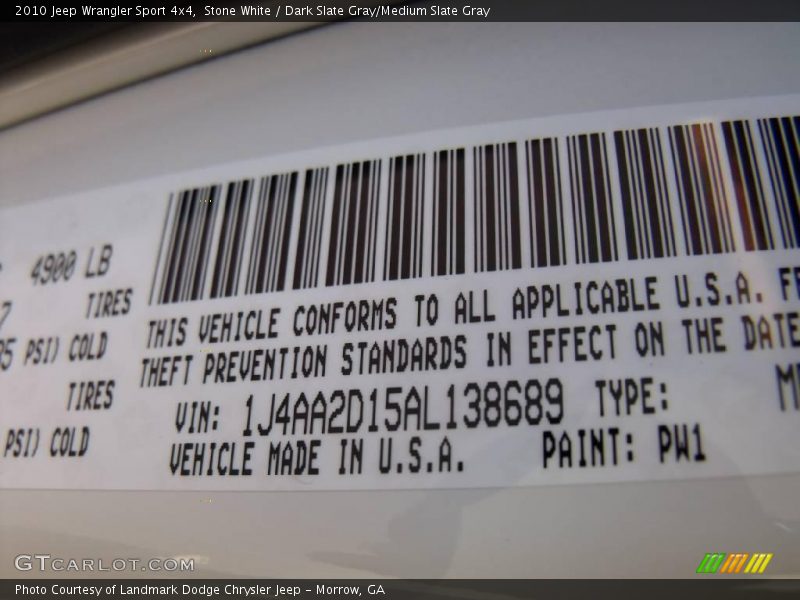 2010 Jeep Wrangler Sport 4x4, Stone White / Dark Slate Gray/Medium Slate Gray
4900 LB
TIRES
PSI) COLD
TIRES
PSI) COLD
THIS VEHICLE CONFORMS TO ALL APPLICABLE U.S.A.
THEFT PREVENTION STANDARDS IN EFFECT ON THE DATE
VIN: 1J4AA2D15AL138689 TYPE:
VEHICLE MADE IN U.S.A. PAINT: PW1
GTCARLOT.COM
Photo Courtesy of Landmark Dodge Chrysler Jeep – Morrow, GA